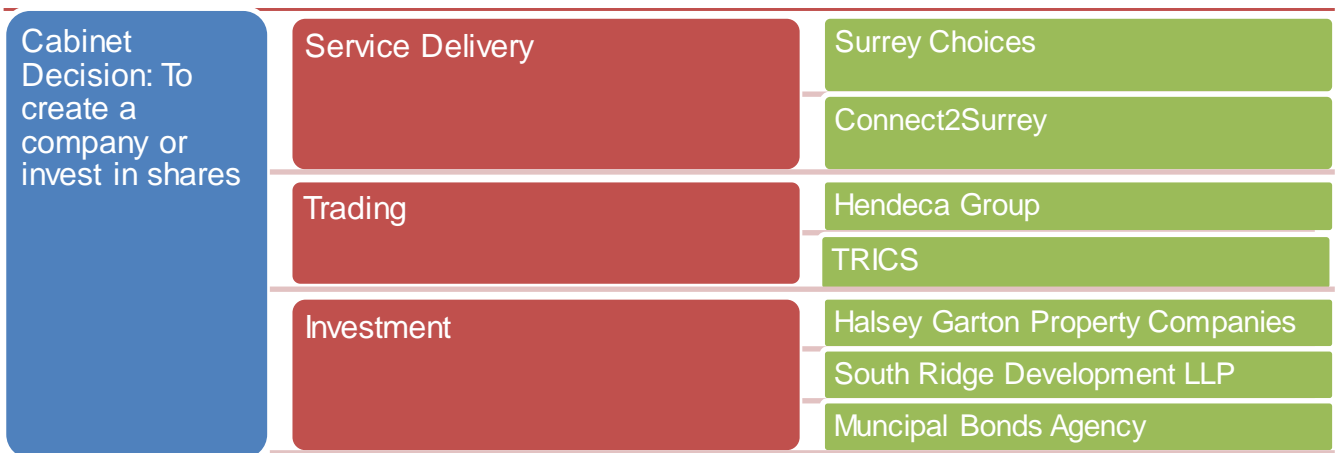 Cabinet
Decision: To
create a
company or
invest in shares
Service Delivery
Surrey Choices
Connect2Surrey
Trading
Hendeca Group
TRICS
Investment
Halsey Garton Property Companies
South Ridge Development LLP
Muncipal Bonds Agency